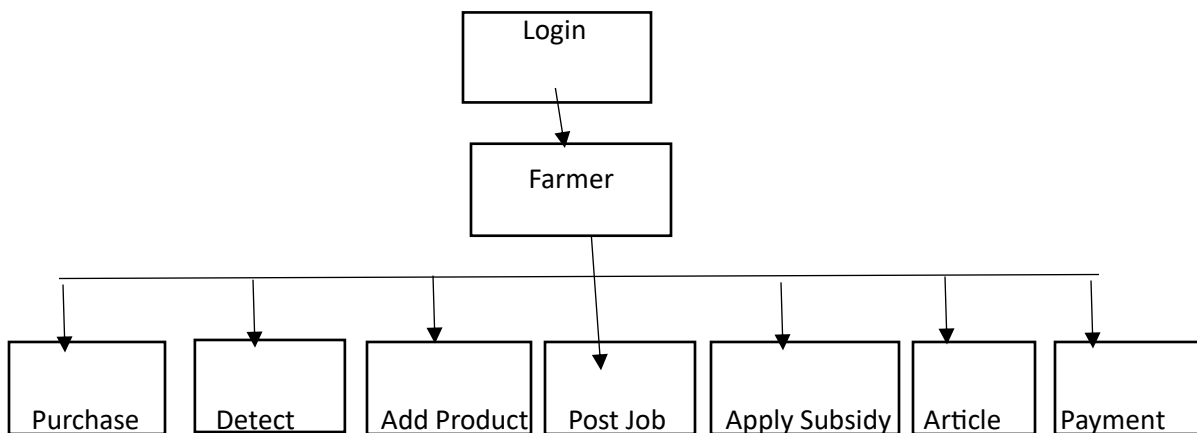 Login
Farmer
Purchase
Detect
Add Product
Post Job
Apply Subsidy
Article
Payment